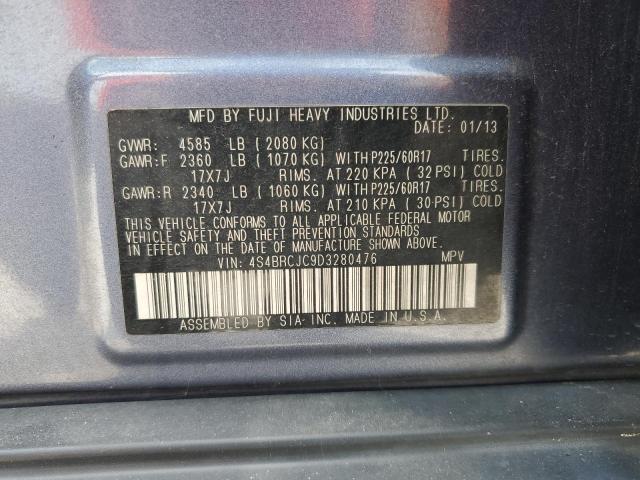 MFD BY FUJI HEAVY INDUSTRIES LTD.
DATE: 01/13
GVWR: 4585 LB (2080 KG)
GAWR:F 2360 LB (1070 KG) WITH P225/60R17 TIRES.
17X7J RIMS. AT 220 KPA (32 PSI) COLD
GAWR:R 2340 LB (1060 KG) WITH P225/60R17 TIRES.
17X7J RIMS. AT 210 KPA (30 PSI) COLD
THIS VEHICLE CONFORMS TO ALL APPLICABLE FEDERAL MOTOR
VEHICLE SAFETY AND THEFT PREVENTION STANDARDS
IN EFFECT ON THE DATE OF MANUFACTURE SHOWN ABOVE.
VIN: 4S4BRCJC9D3280476 MPV
ASSEMBLED BY SIA-INC. MADE IN U.S.A.